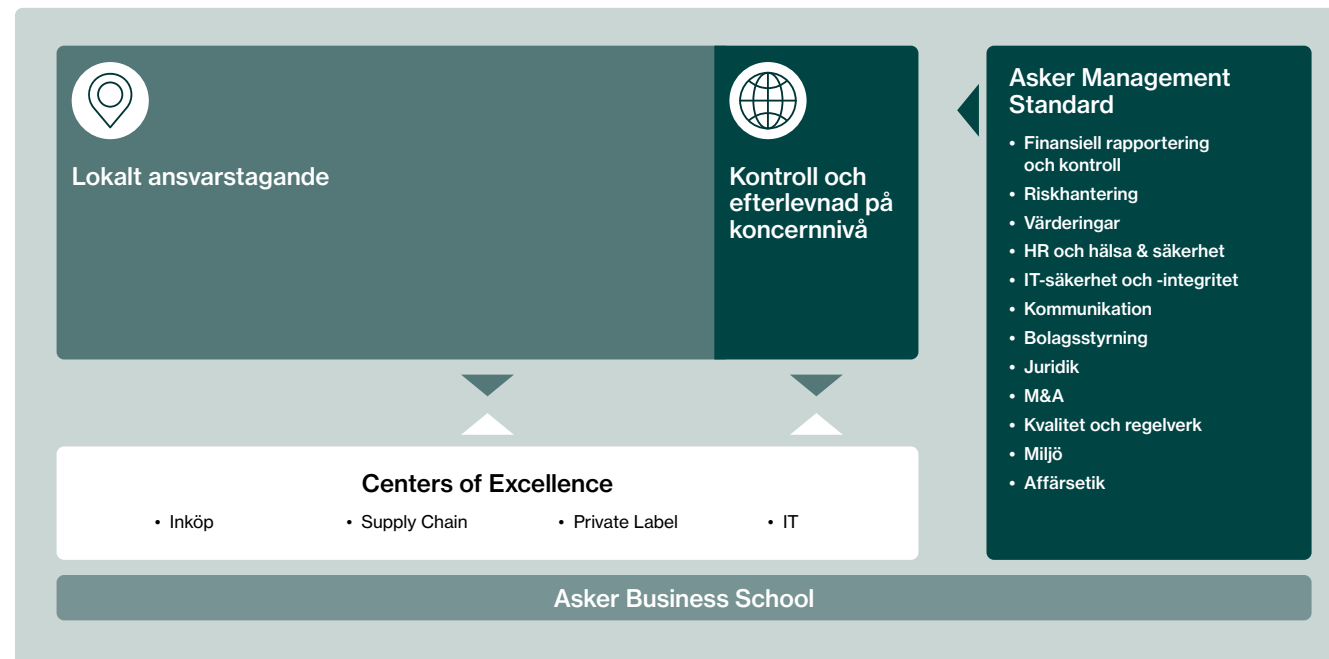 Lokalt ansvarstagande
Kontroll och
efterlevnad på
koncernnivå
Asker Management
Standard
• Finansiell rapportering
och kontroll
• Riskhantering
• Värderingar
• HR och hälsa & säkerhet
• IT-säkerhet och -integritet
• Kommunikation
• Bolagsstyrning
• Juridik
• M&A
• Kvalitet och regelverk
• Miljö
• Affärsetik
Centers of Excellence
• Inköp • Supply Chain • Private Label • IT
Asker Business School